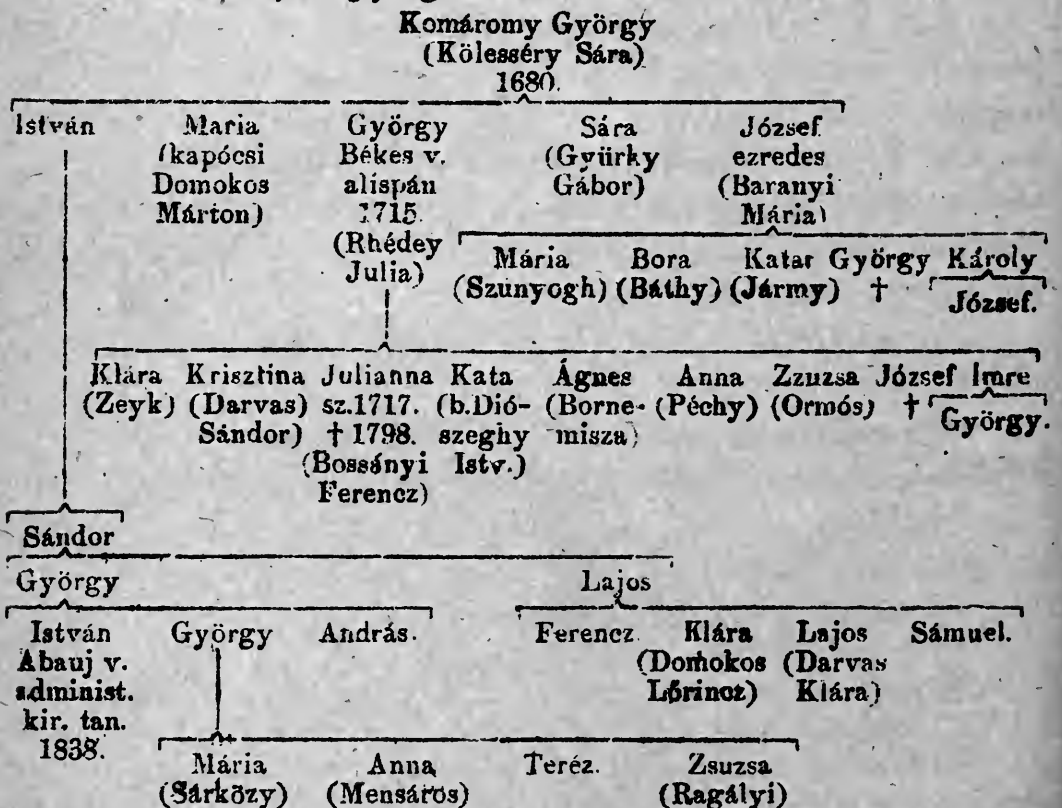 Komáromy György
(Kölesséry Sára)
1680.
István Maria György Sára József
(kapócsi Békes v. (Gyürky ezredes
Domokos alispán Gábor) (Baranyi
Márton) 1715. Mária)
(Rhédey
Julia) Mária Bora Katar György Károly
(Szunyogh) (Báthy) (Jármy) † József.
Klára Krisztina Julianna Kata Ágnes Anna Zzuzsa József Imre
(Zeyk) (Darvas sz.1717. (b.Dió- (Borne- (Péchy) (Ormós) † György.
Sándor) † 1798. szeghy misza)
(Bossányi Istv.)
Ferencz)
Sándor
György Lajos
István György András. Ferencz Klára Lajos Sámuel.
Abauj v. (Domokos (Darvas
administ. Lőrincz) Klára)
kir. tan.
1838.
Mária Anna Teréz. Zsuzsa
(Sárközy) (Mensáros) (Ragályi)